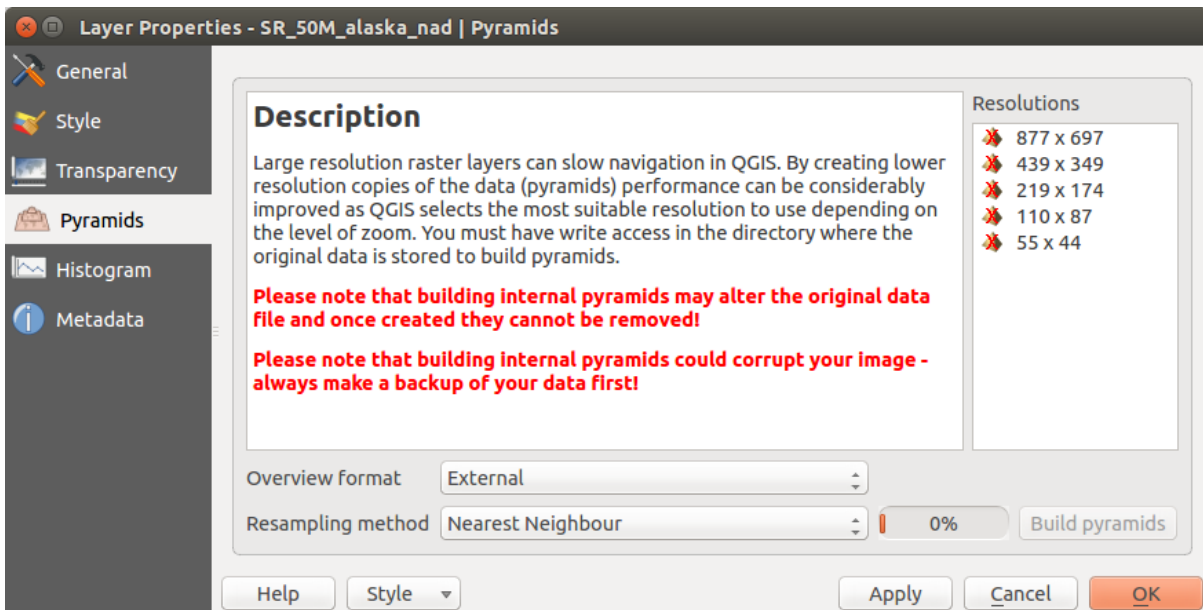 Layer Properties - SR_50M_alaska_nad | Pyramids
General
Style
Transparency
Pyramids
Histogram
Metadata
Description
Large resolution raster layers can slow navigation in QGIS. By creating lower
resolution copies of the data (pyramids) performance can be considerably
improved as QGIS selects the most suitable resolution to use depending on
the level of zoom. You must have write access in the directory where the
original data is stored to build pyramids.
Please note that building internal pyramids may alter the original data
file and once created they cannot be removed!
Please note that building internal pyramids could corrupt your image -
always make a backup of your data first!
Resolutions
877 x 697
439 x 349
219 x 174
110 x 87
55 x 44
Overview format External
Resampling method Nearest Neighbour 0% Build pyramids
Help Style Apply Cancel OK